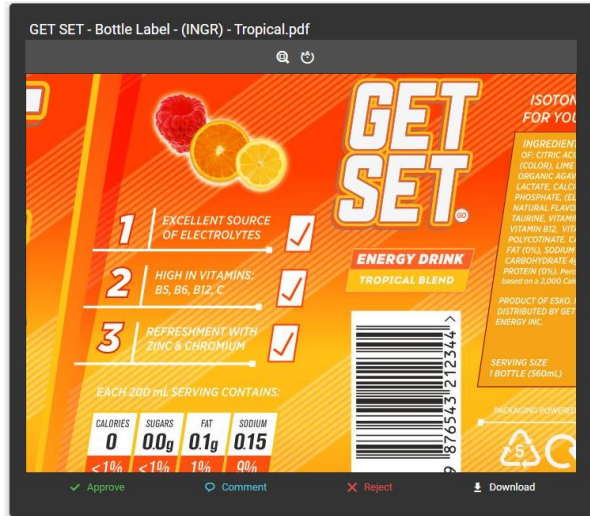 GET SET - Bottle Label - (INGR) - Tropical.pdf
1 EXCELLENT SOURCE
OF ELECTROLYTES
2 HIGH IN VITAMINS:
B5, B6, B12, C
3 REFRESHMENT WITH
ZINC & CHROMIUM
EACH 200 mL SERVING CONTAINS:
CALORIES SUGARS FAT SODIUM
0 0.0g 0.1g 0.15
<1% <1% 1% 9%
GET
SET
GO
ENERGY DRINK
TROPICAL BLEND
9 876543 212344 >
ISOTON
FOR YOU
INGREDIENT
OF: CITRIC ACI
(COLOR), LIME
ORGANIC AGAV
LACTATE, CALCI
PHOSPHATE, (EL
NATURAL FLAVO
TAURINE, VITAMIN
VITAMIN B12, VITA
POLYCOTINATE. CA
FAT (0%), SODIUM
CARBOHYDRATE 4g
PROTEIN (0%). Perc
based on a 2,000 Calo
PRODUCT OF ESKO.
DISTRIBUTED BY GET
ENERGY INC.
SERVING SIZE
1 BOTTLE (560mL)
PACKAGING POWERED
5
Approve Comment Reject Download